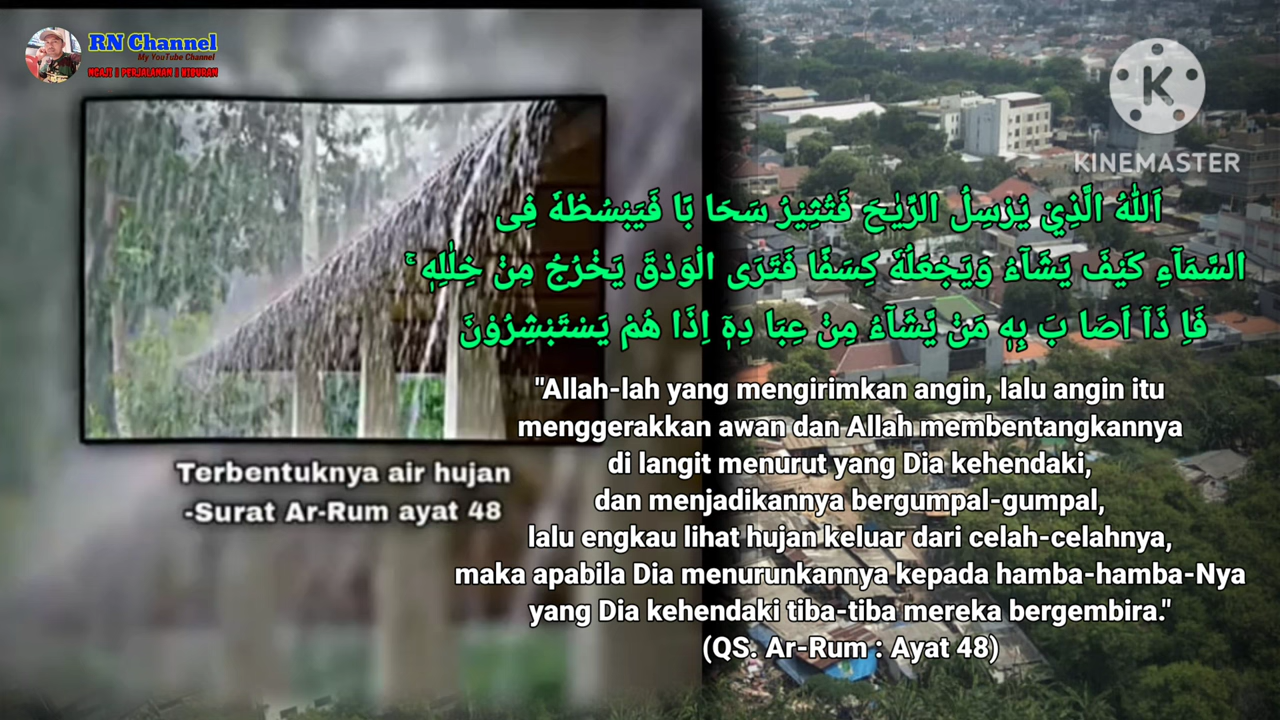 RN Channel
My YouTube Channel
NGAJI | PERJALANAN | HIBURAN
K
KINEMASTER
اَللّٰهُ الَّذِيْ يُرْسِلُ الرِّيٰحَ فَتُثِيْرُ سَحَا بًا فَيَبْسُطُهٗ فِى
السَّمَآءِ كَيْفَ يَشَآءُ وَيَجْعَلُهٗ كِسَفًا فَتَرَى الْوَدْقَ يَخْرُجُ مِنْ خِلٰلِهٖ ۚ
فَاِ ذَاۤ اَصَا بَ بِهٖ مَنْ يَّشَآءُ مِنْ عِبَا دِهٖۤ اِذَا هُمْ يَسْتَبْشِرُوْنَ
Terbentuknya air hujan
-Surat Ar-Rum ayat 48
"Allah-lah yang mengirimkan angin, lalu angin itu
menggerakkan awan dan Allah membentangkannya
di langit menurut yang Dia kehendaki,
dan menjadikannya bergumpal-gumpal,
lalu engkau lihat hujan keluar dari celah-celahnya,
maka apabila Dia menurunkannya kepada hamba-hamba-Nya
yang Dia kehendaki tiba-tiba mereka bergembira."
(QS. Ar-Rum : Ayat 48)